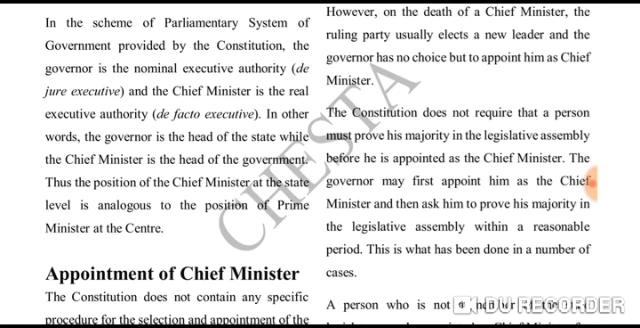 In the scheme of Parliamentary System of
Government provided by the Constitution, the
governor is the nominal executive authority (de
jure executive) and the Chief Minister is the real
executive authority (de facto executive). In other
words, the governor is the head of the state while
the Chief Minister is the head of the government.
Thus the position of the Chief Minister at the state
level is analogous to the position of Prime
Minister at the Centre.
Appointment of Chief Minister
The Constitution does not contain any specific
procedure for the selection and appointment of the
However, on the death of a Chief Minister, the
ruling party usually elects a new leader and the
governor has no choice but to appoint him as Chief
Minister.
The Constitution does not require that a person
must prove his majority in the legislative assembly
before he is appointed as the Chief Minister. The
governor may first appoint him as the Chief
Minister and then ask him to prove his majority in
the legislative assembly within a reasonable
period. This is what has been done in a number of
cases.
A person who is not a member of the
CHESTA
DU RECORDER